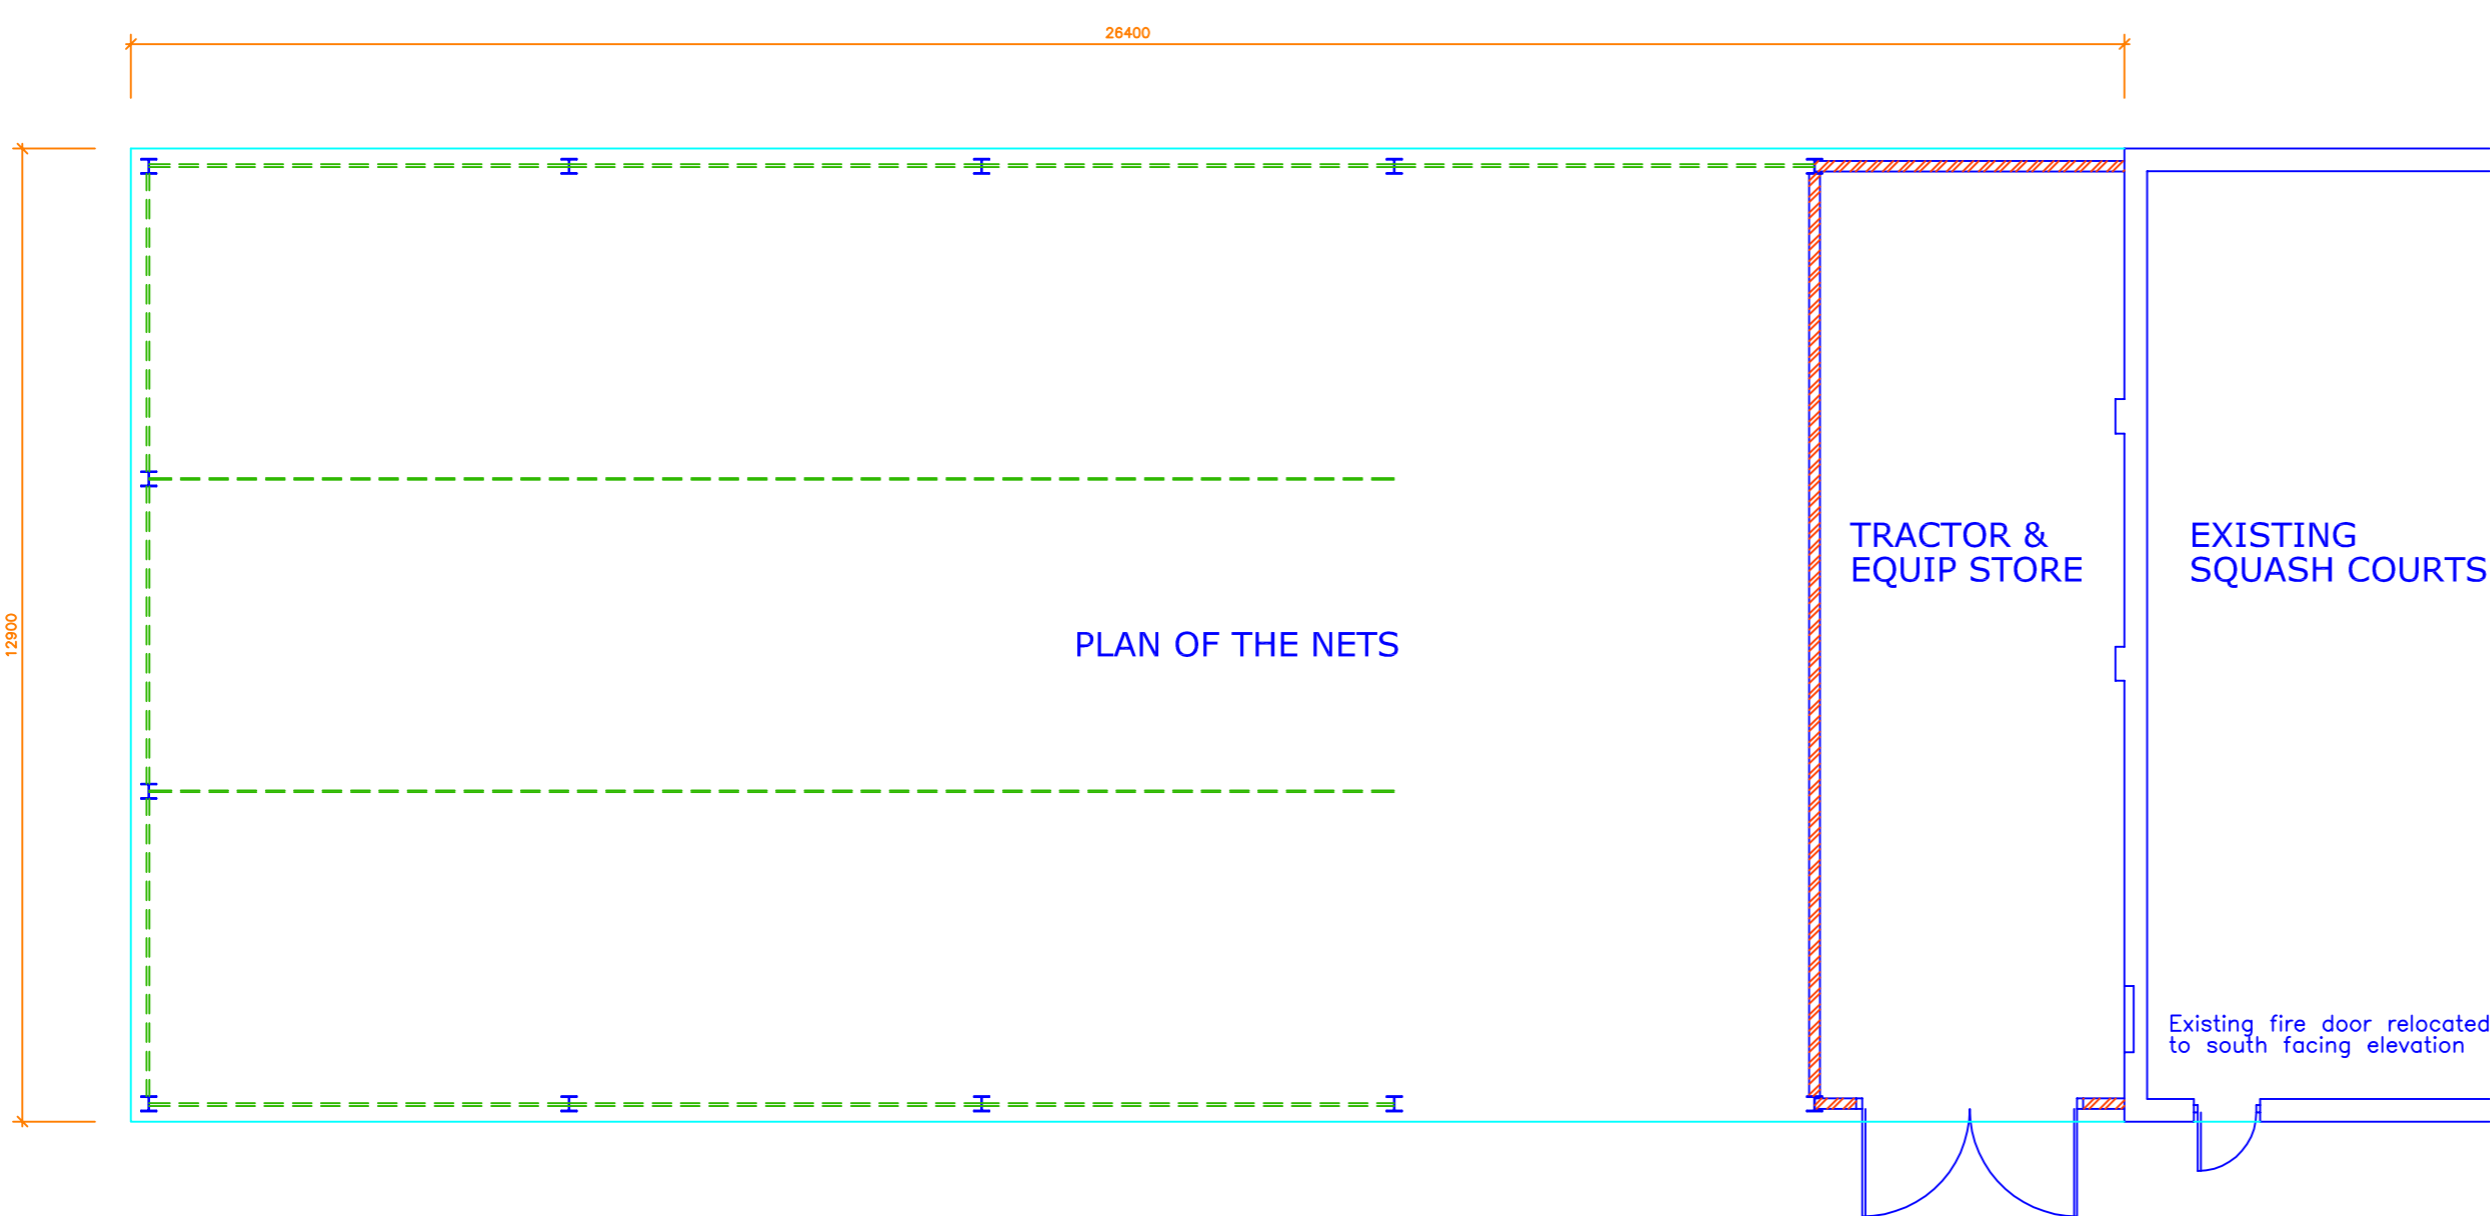 26400
12900
TRACTOR &
EQUIP STORE
EXISTING
SQUASH COURTS
PLAN OF THE NETS
Existing fire door relocated
to south facing elevation